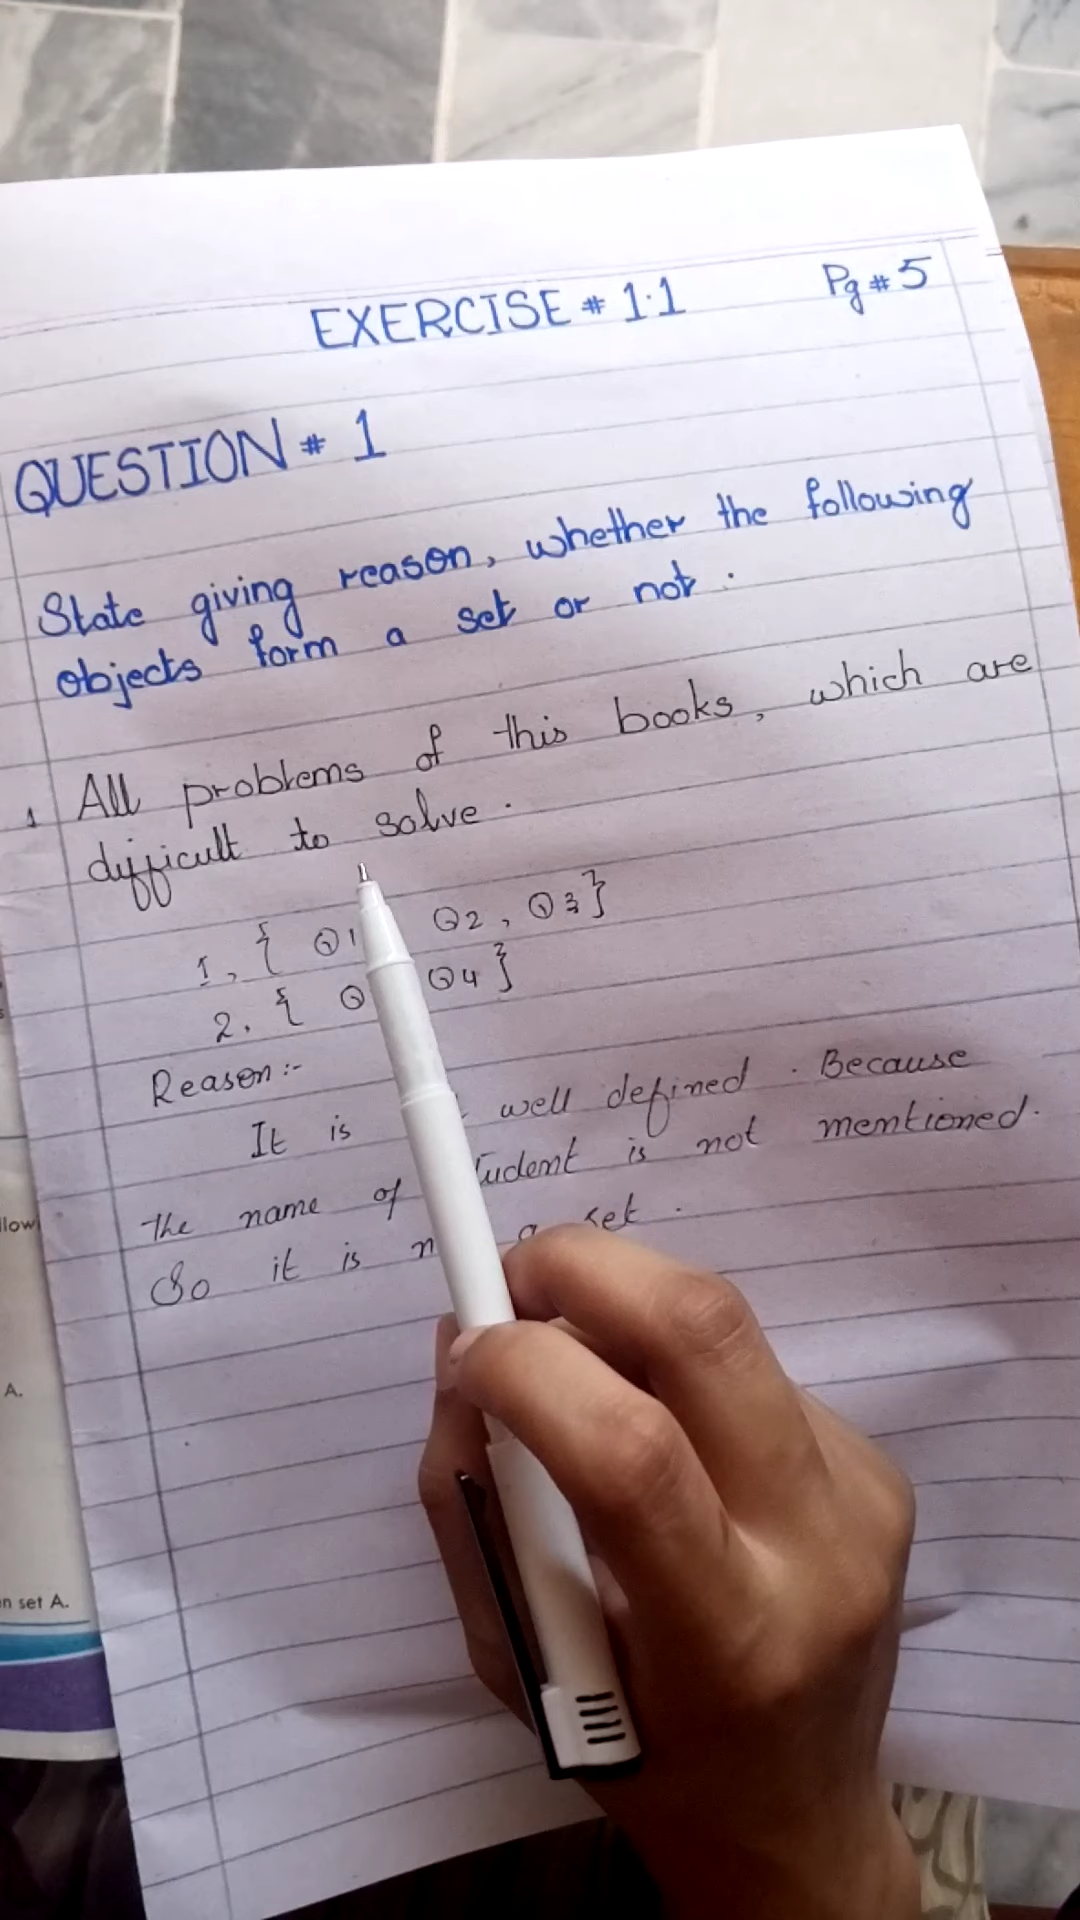 EXERCISE # 1.1 Pg # 5
QUESTION # 1
State giving reason, whether the following
objects form a set or not.
1 All problems of this books, which are
difficult to solve.
1, { Q1 Q2, Q3}
2. { Q Q4 }
Reason:-
It is well defined. Because
the name of is not mentioned.
So it is a set.
A.
n set A.